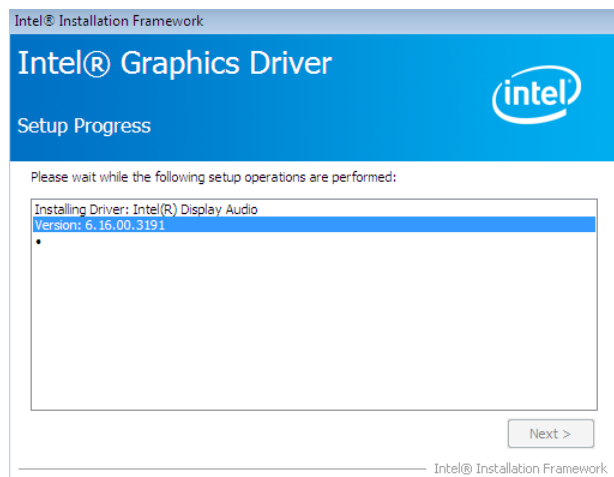 Intel® Installation Framework
Intel® Graphics Driver
intel
Setup Progress
Please wait while the following setup operations are performed:
Installing Driver: Intel(R) Display Audio
Version: 6.16.00.3191
•
Next >
Intel® Installation Framework